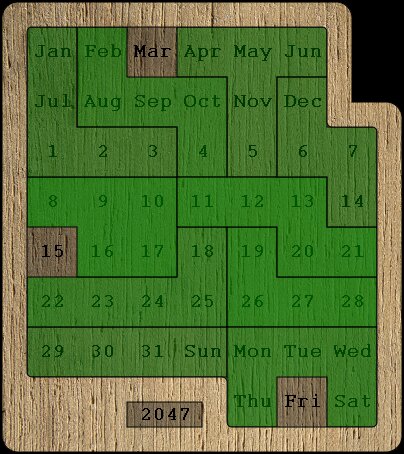 Jan Feb Mar Apr May Jun
Jul Aug Sep Oct Nov Dec
1 2 3 4 5 6 7
8 9 10 11 12 13 14
15 16 17 18 19 20 21
22 23 24 25 26 27 28
29 30 31 Sun Mon Tue Wed
Thu Fri Sat
2047